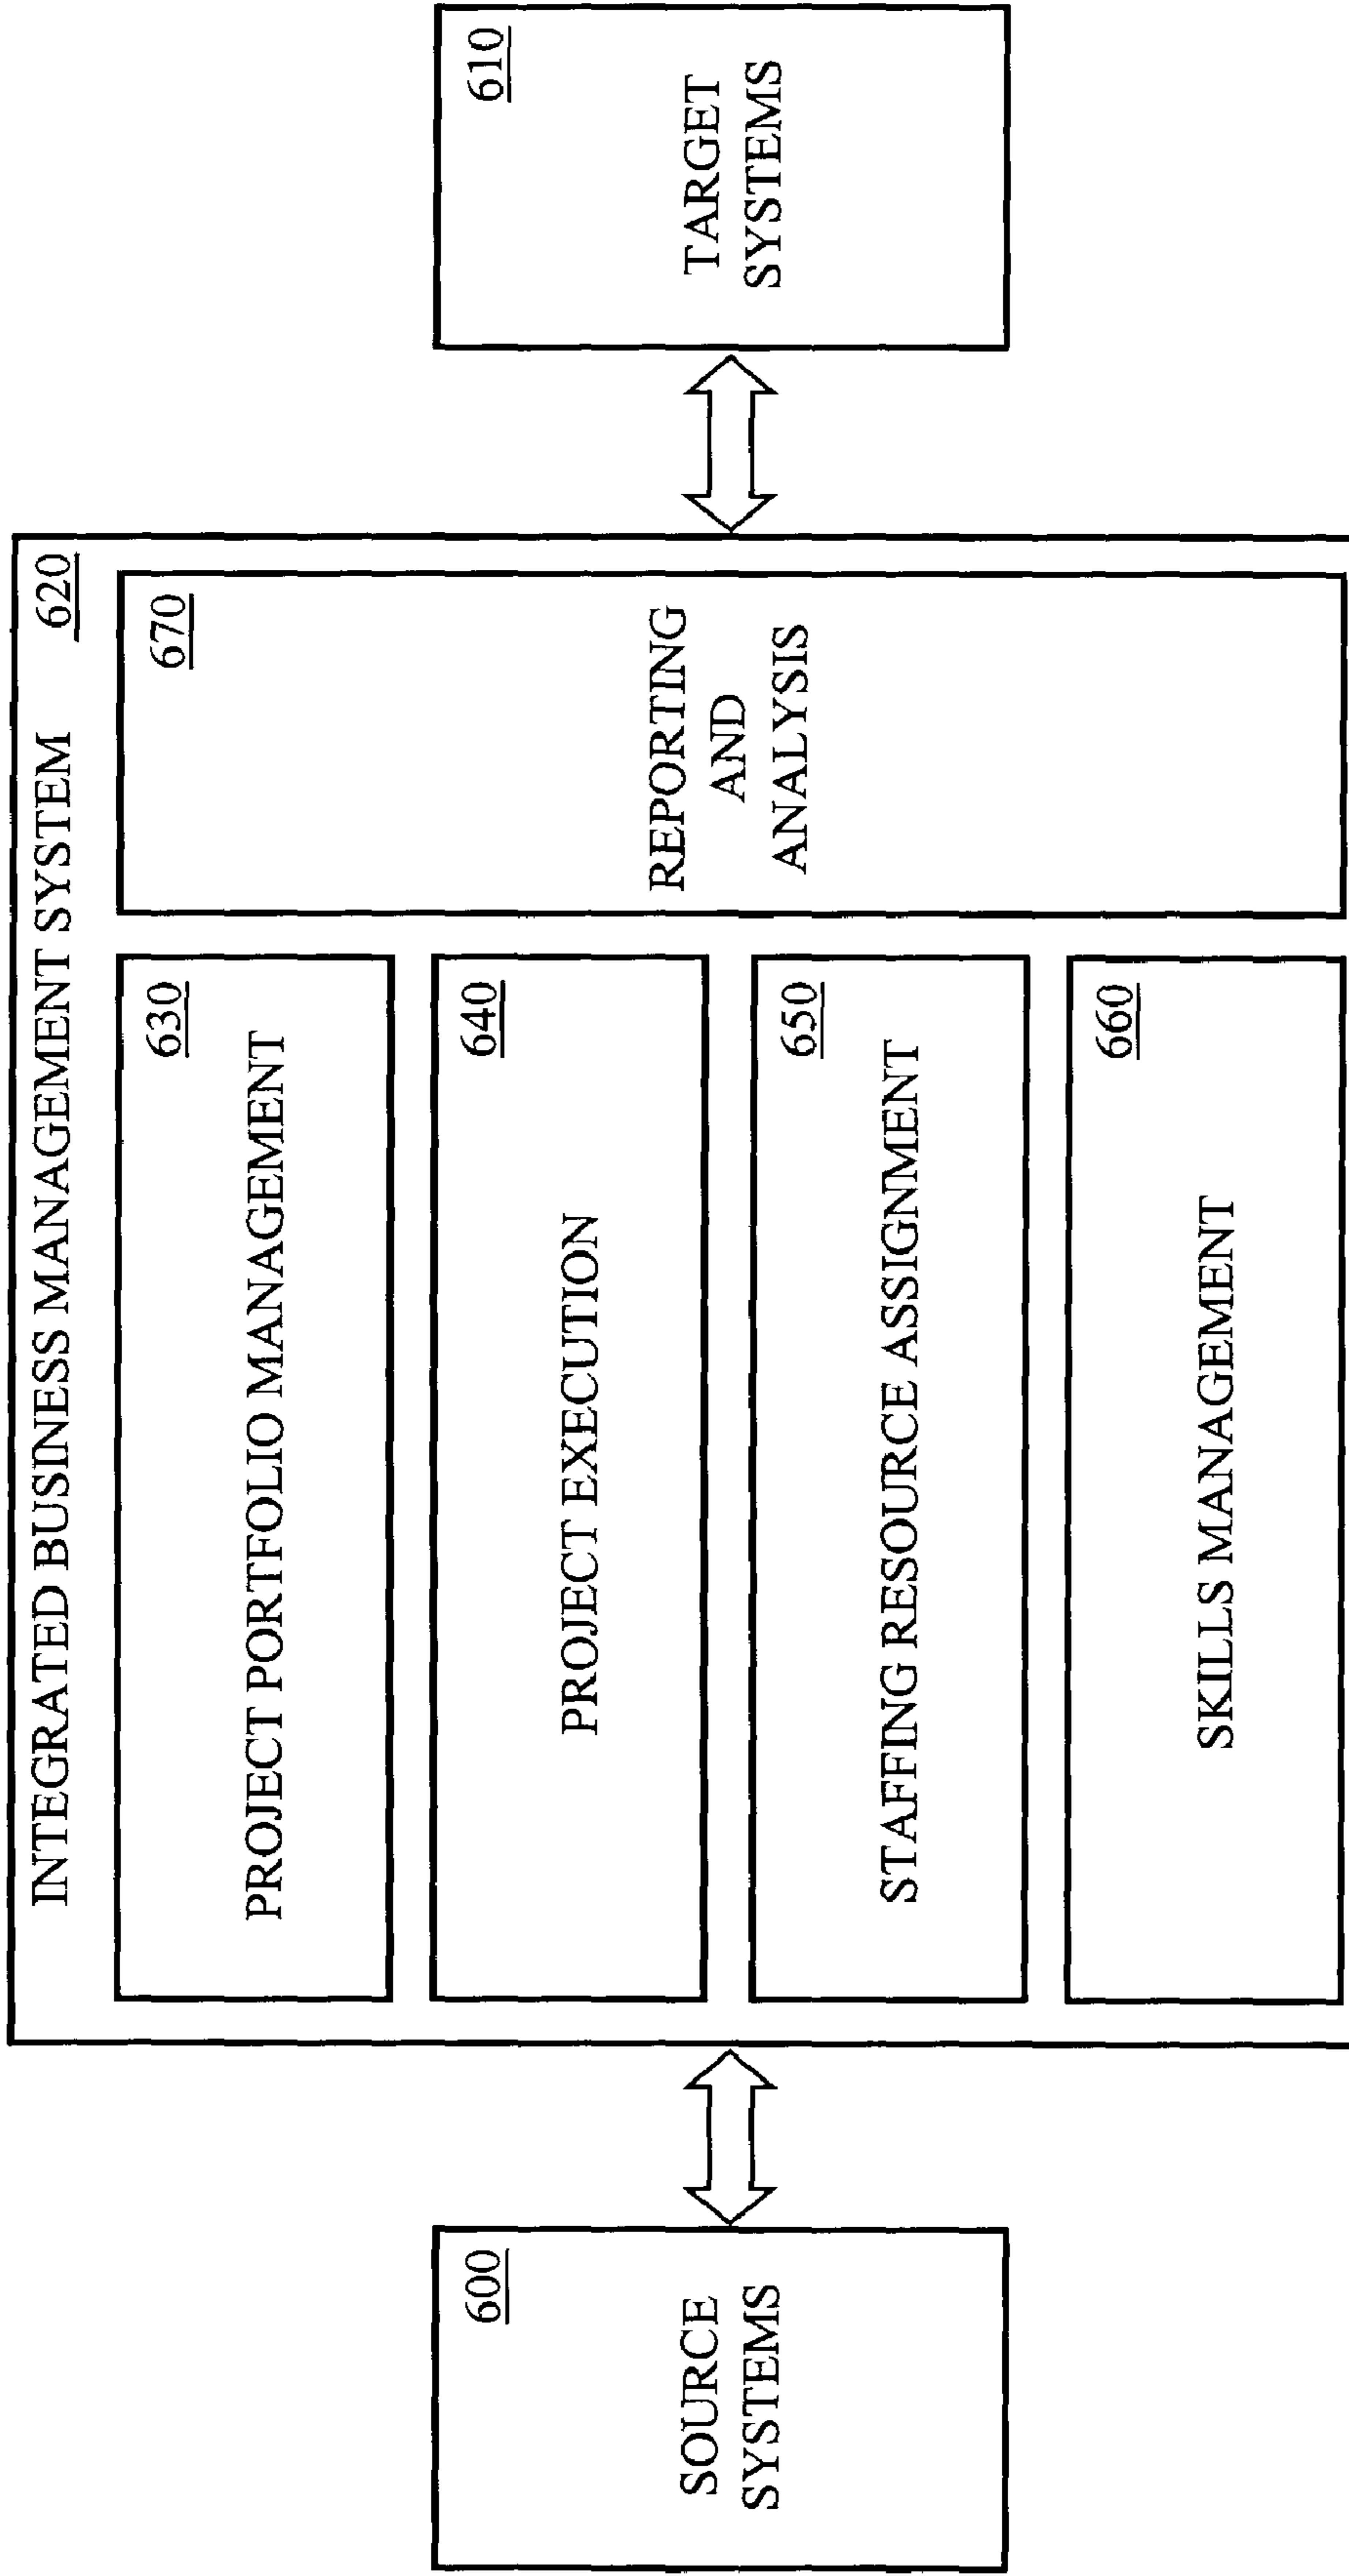 INTEGRATED BUSINESS MANAGEMENT SYSTEM 620
630
PROJECT PORTFOLIO MANAGEMENT
640
PROJECT EXECUTION
650
STAFFING RESOURCE ASSIGNMENT
660
SKILLS MANAGEMENT
670
REPORTING
AND
ANALYSIS
600
SOURCE
SYSTEMS
610
TARGET
SYSTEMS